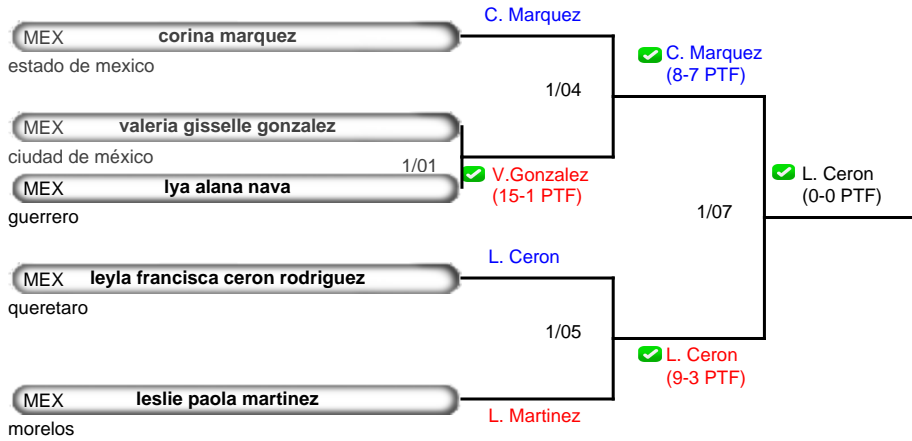 C. Marquez
MEX corina marquez
estado de mexico
C. Marquez
(8-7 PTF)
1/04
MEX valeria gisselle gonzalez
ciudad de méxico
1/01
V.Gonzalez
(15-1 PTF)
MEX lya alana nava
guerrero
L. Ceron
(0-0 PTF)
1/07
L. Ceron
MEX leyla francisca ceron rodriguez
queretaro
1/05
L. Ceron
(9-3 PTF)
MEX leslie paola martinez
L. Martinez
morelos